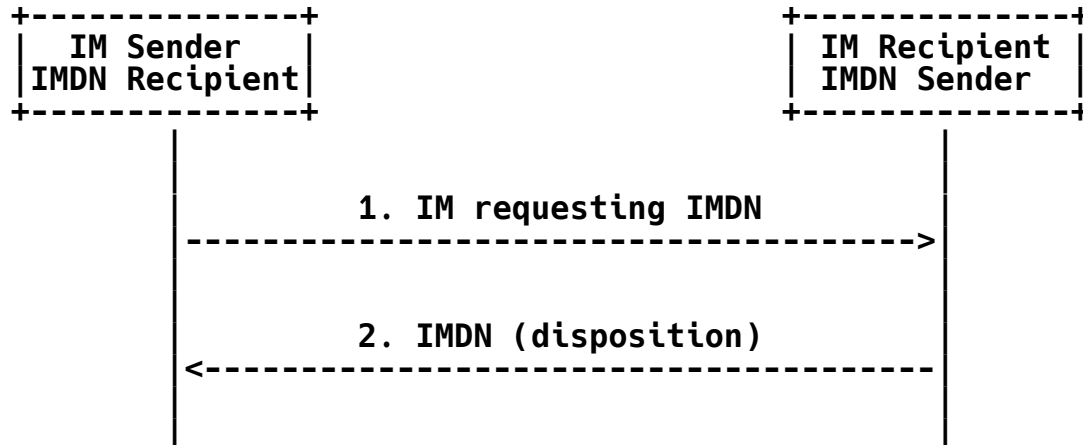 IM Sender
IMDN Recipient
IM Recipient
IMDN Sender
1. IM requesting IMDN
2. IMDN (disposition)